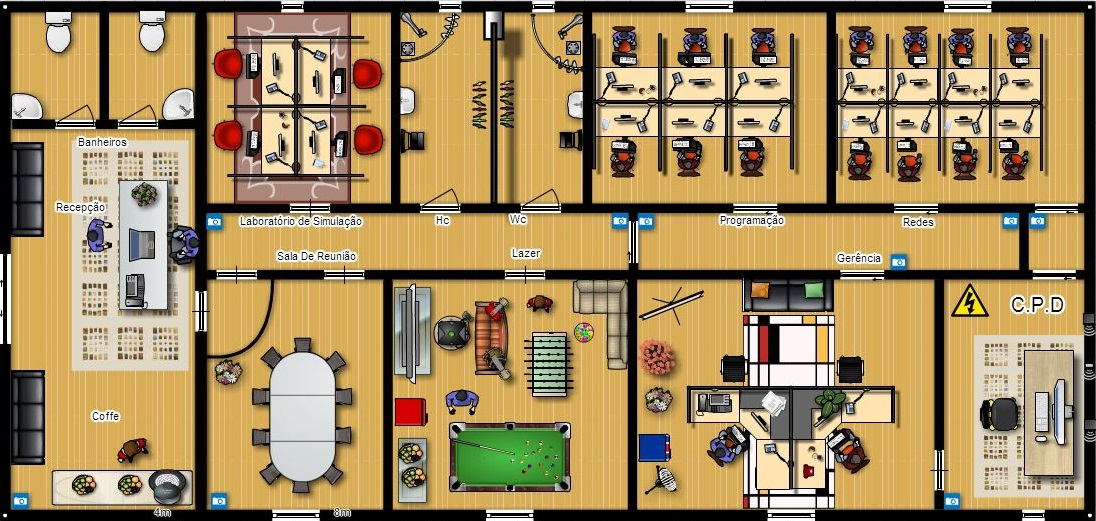 Banheiros
Recepção
Laboratório de Simulação
Hc
Wc
Programação
Redes
Sala De Reunião
Lazer
Gerência
C.P.D
Coffe
4m
8m